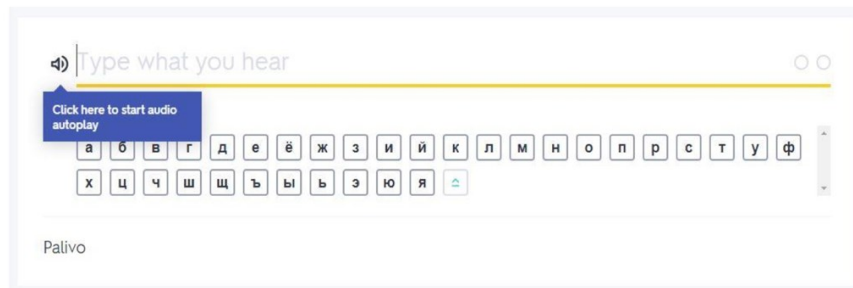 Type what you hear
Click here to start audio
autoplay
а б в г д е ё ж з и й к л м н о п р с т у ф
х ц ч ш щ ъ ы ь э ю я
Palivo